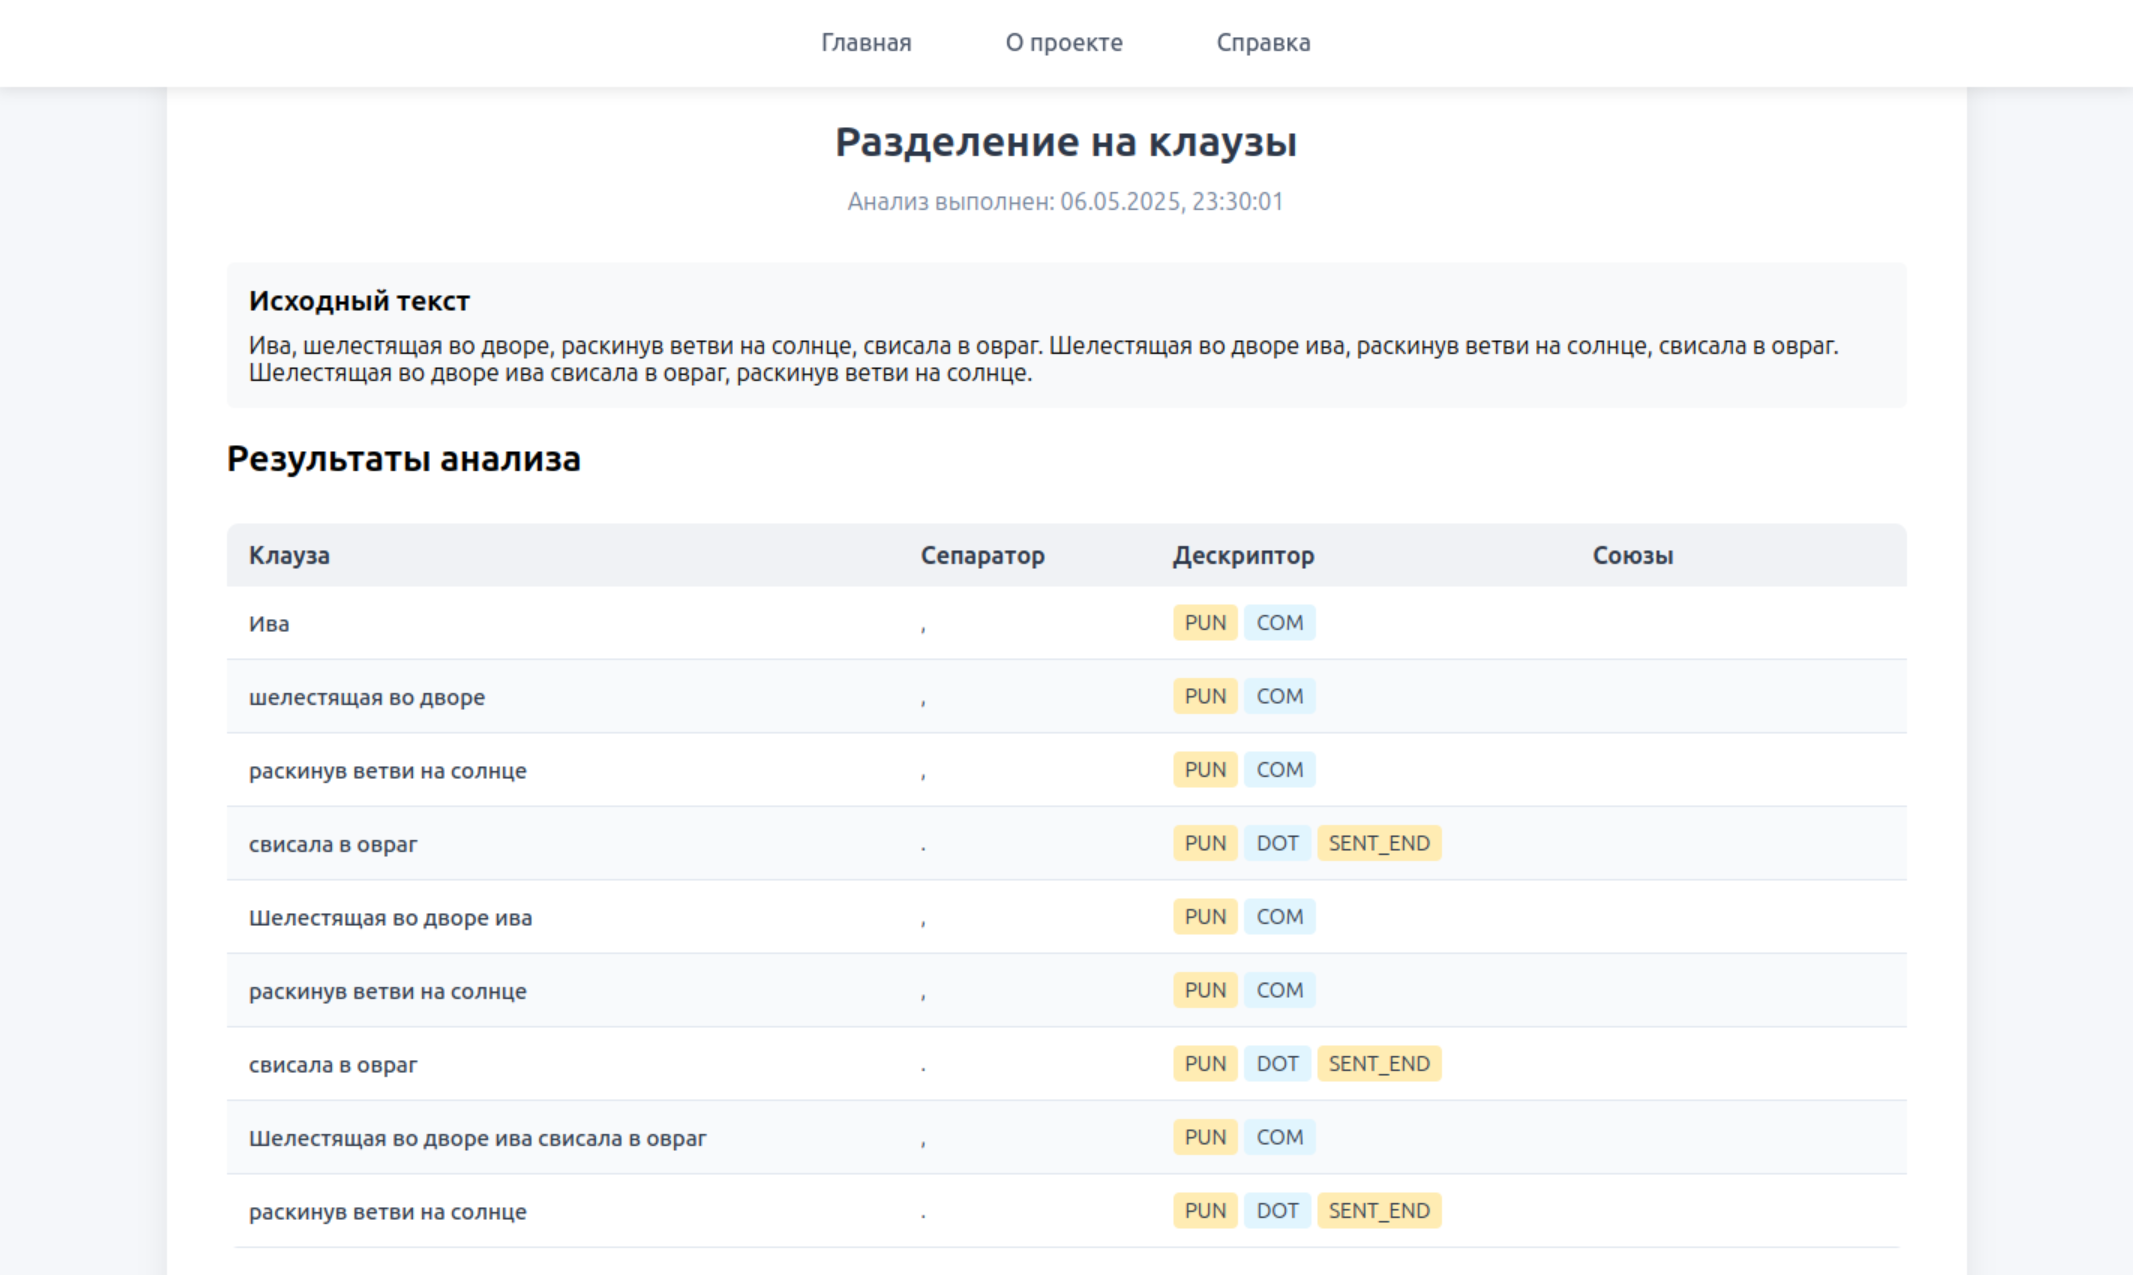 Главная О проекте Справка
Разделение на клаузы
Анализ выполнен: 06.05.2025, 23:30:01
Исходный текст
Ива, шелестящая во дворе, раскинув ветви на солнце, свисала в овраг. Шелестящая во дворе ива, раскинув ветви на солнце, свисала в овраг.
Шелестящая во дворе ива свисала в овраг, раскинув ветви на солнце.
Результаты анализа
Клауза Сепаратор Дескриптор Союзы
Ива , PUN COM
шелестящая во дворе , PUN COM
раскинув ветви на солнце , PUN COM
свисала в овраг . PUN DOT SENT_END
Шелестящая во дворе ива , PUN COM
раскинув ветви на солнце , PUN COM
свисала в овраг . PUN DOT SENT_END
Шелестящая во дворе ива свисала в овраг , PUN COM
раскинув ветви на солнце . PUN DOT SENT_END